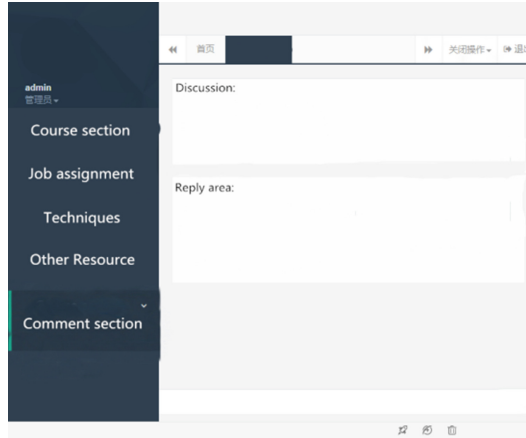 首页
关闭操作
admin
管理员
Discussion:
Course section
Job assignment
Reply area:
Techniques
Other Resource
Comment section